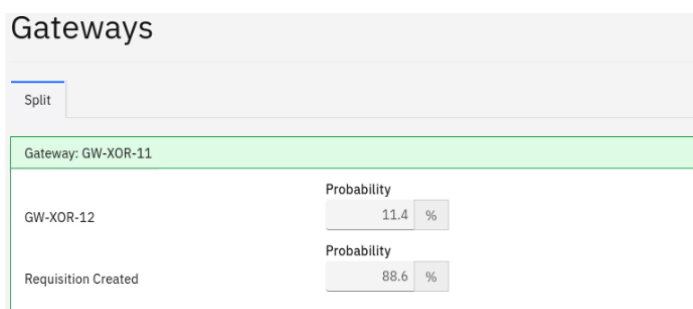 Gateways
Split
Gateway: GW-XOR-11
Probability
GW-XOR-12 11.4 %
Probability
Requisition Created 88.6 %